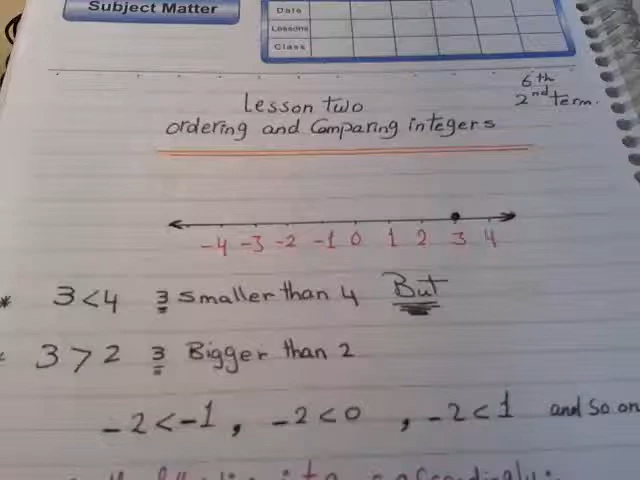 Subject Matter
Date
Lessons
Class
6th
2nd term.
Lesson two
ordering and Comparing integers
-4 -3 -2 -1 0 1 2 3 4
* 3 < 4 3 Smaller than 4 But
* 3 > 2 3 Bigger than 2
-2 < -1 , -2 < 0 , -2 < 1 and so on